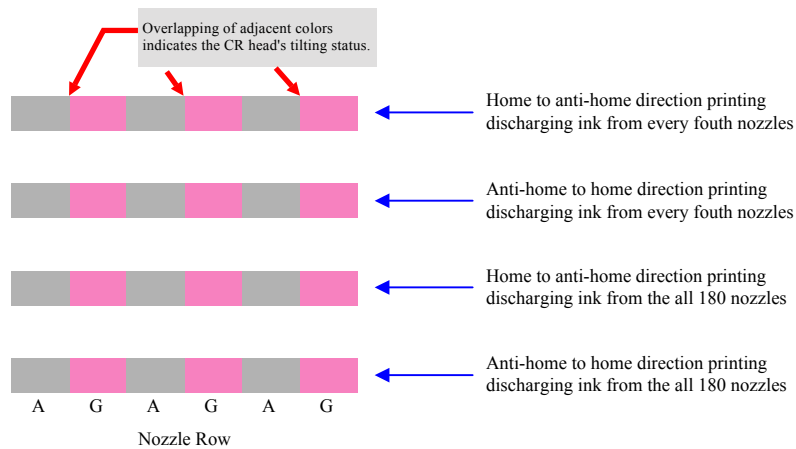 Overlapping of adjacent colors
indicates the CR head's tilting status.
Home to anti-home direction printing
discharging ink from every fouth nozzles
Anti-home to home direction printing
discharging ink from every fouth nozzles
Home to anti-home direction printing
discharging ink from the all 180 nozzles
Anti-home to home direction printing
discharging ink from the all 180 nozzles
A G A G A G
Nozzle Row